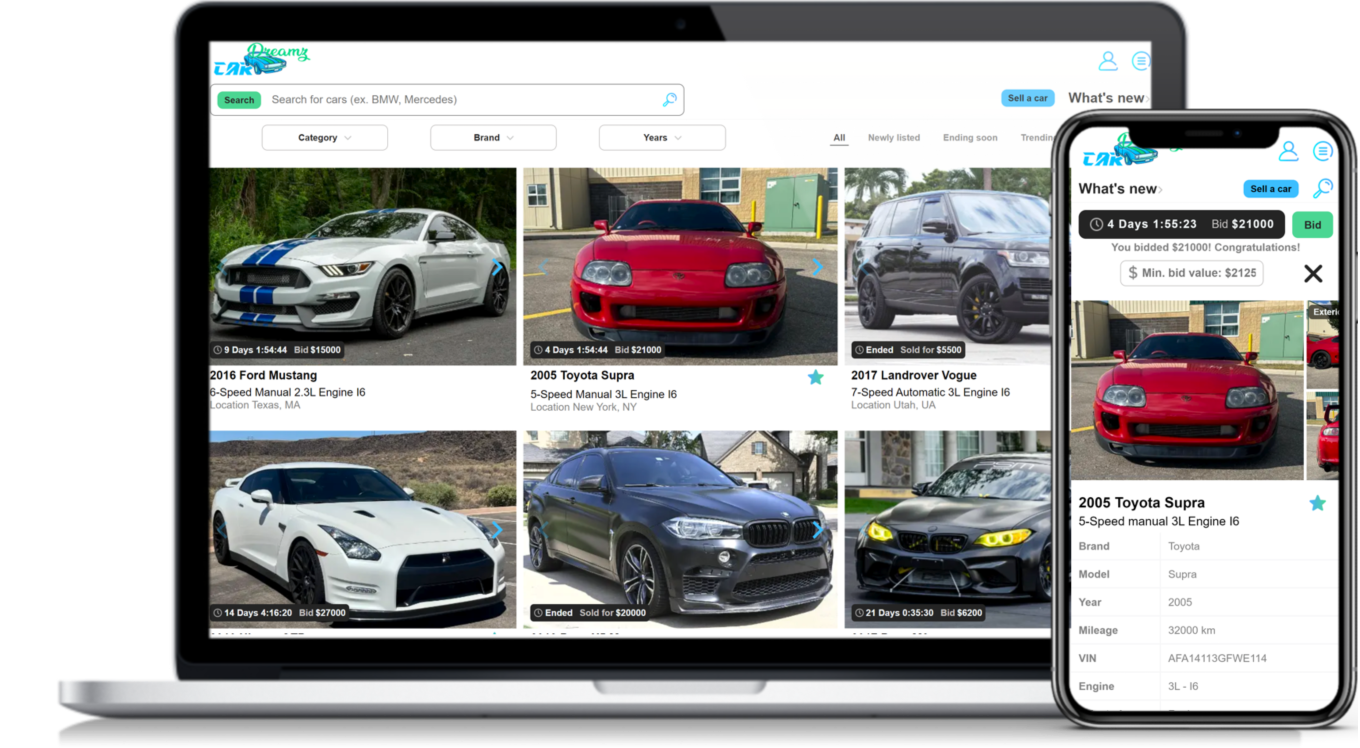 Dreamz
CAR
Search
Search for cars (ex. BMW, Mercedes)
Sell a car
What's new
Category
Brand
Years
All
Newly listed
Ending soon
Trending
9 Days 1:54:44 Bid $15000
2016 Ford Mustang
6-Speed Manual 2.3L Engine I6
Location Texas, MA
4 Days 1:54:44 Bid $21000
2005 Toyota Supra
5-Speed Manual 3L Engine I6
Location New York, NY
Ended Sold for $5500
2017 Landrover Vogue
7-Speed Automatic 3L Engine I6
Location Utah, UA
14 Days 4:16:20 Bid $27000
Ended Sold for $20000
21 Days 0:35:30 Bid $6200
CAR
What's new
Sell a car
4 Days 1:55:23 Bid $21000
Bid
You bidded $21000! Congratulations!
$ Min. bid value: $2125
Exteri
2005 Toyota Supra
5-Speed manual 3L Engine I6
Brand Toyota
Model Supra
Year 2005
Mileage 32000 km
VIN AFA14113GFWE114
Engine 3L - I6